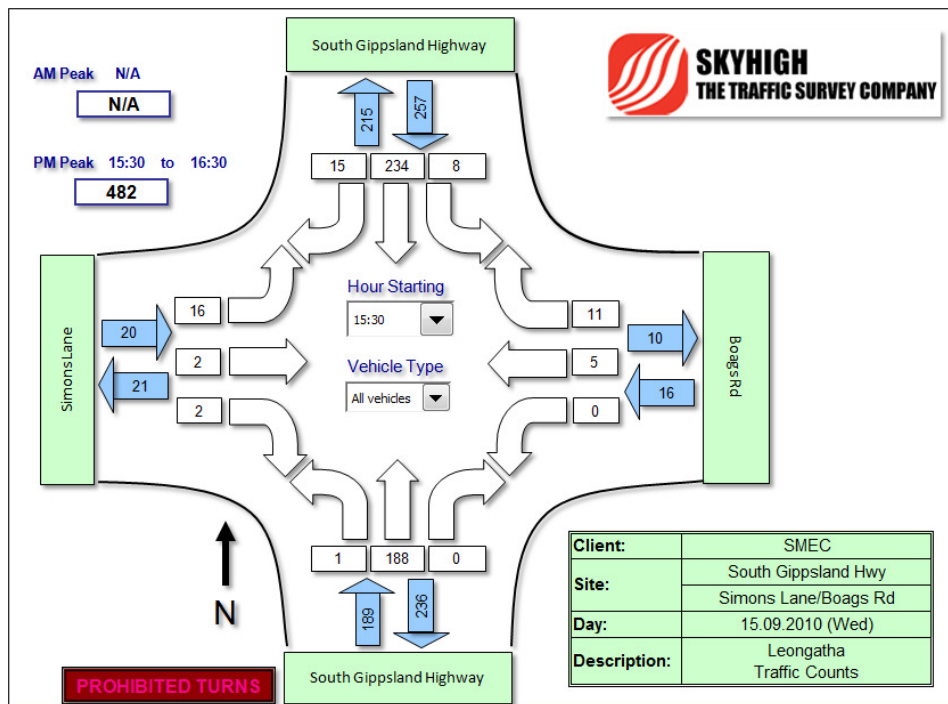 South Gippsland Highway
SKYHIGH
THE TRAFFIC SURVEY COMPANY
AM Peak N/A
N/A
215
257
PM Peak 15:30 to 16:30
482
15 234 8
Hour Starting
16
15:30
11
20
10
2
Vehicle Type
5
21
All vehicles
16
2
0
Simons Lane
Boags Rd
1 188 0
189
236
N
South Gippsland Highway
PROHIBITED TURNS
Client: SMEC
Site: South Gippsland Hwy
Simons Lane/Boags Rd
Day: 15.09.2010 (Wed)
Description: Leongatha
Traffic Counts